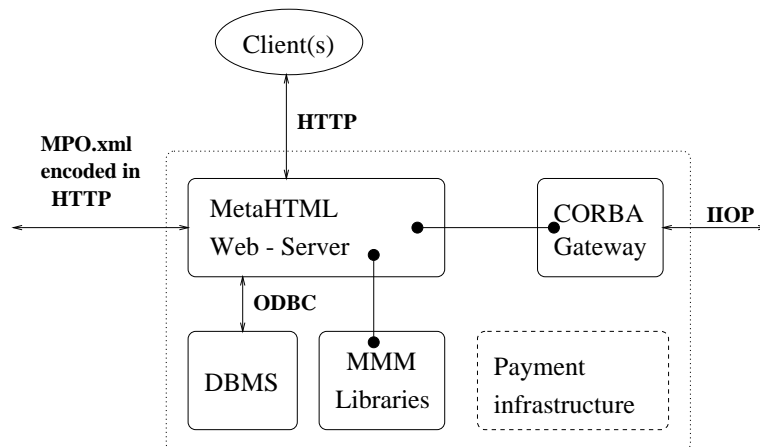 Client(s)
HTTP
MPO.xml
encoded in
HTTP
MetaHTML
Web - Server
CORBA
Gateway
IIOP
ODBC
DBMS
MMM
Libraries
Payment
infrastructure